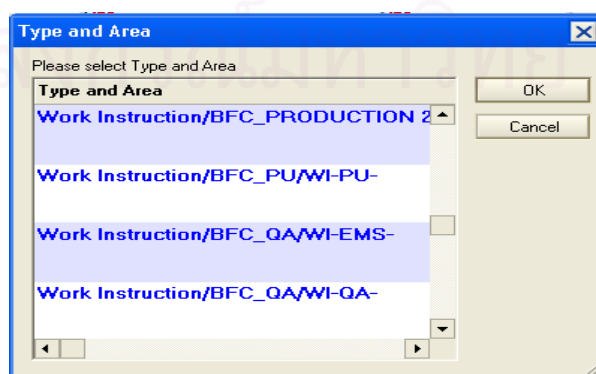 Type and Area
Please select Type and Area
Type and Area
OK
Work Instruction/BFC_PRODUCTION 2
Cancel
Work Instruction/BFC_PU/WI-PU-
Work Instruction/BFC_QA/WI-EMS-
Work Instruction/BFC_QA/WI-QA-